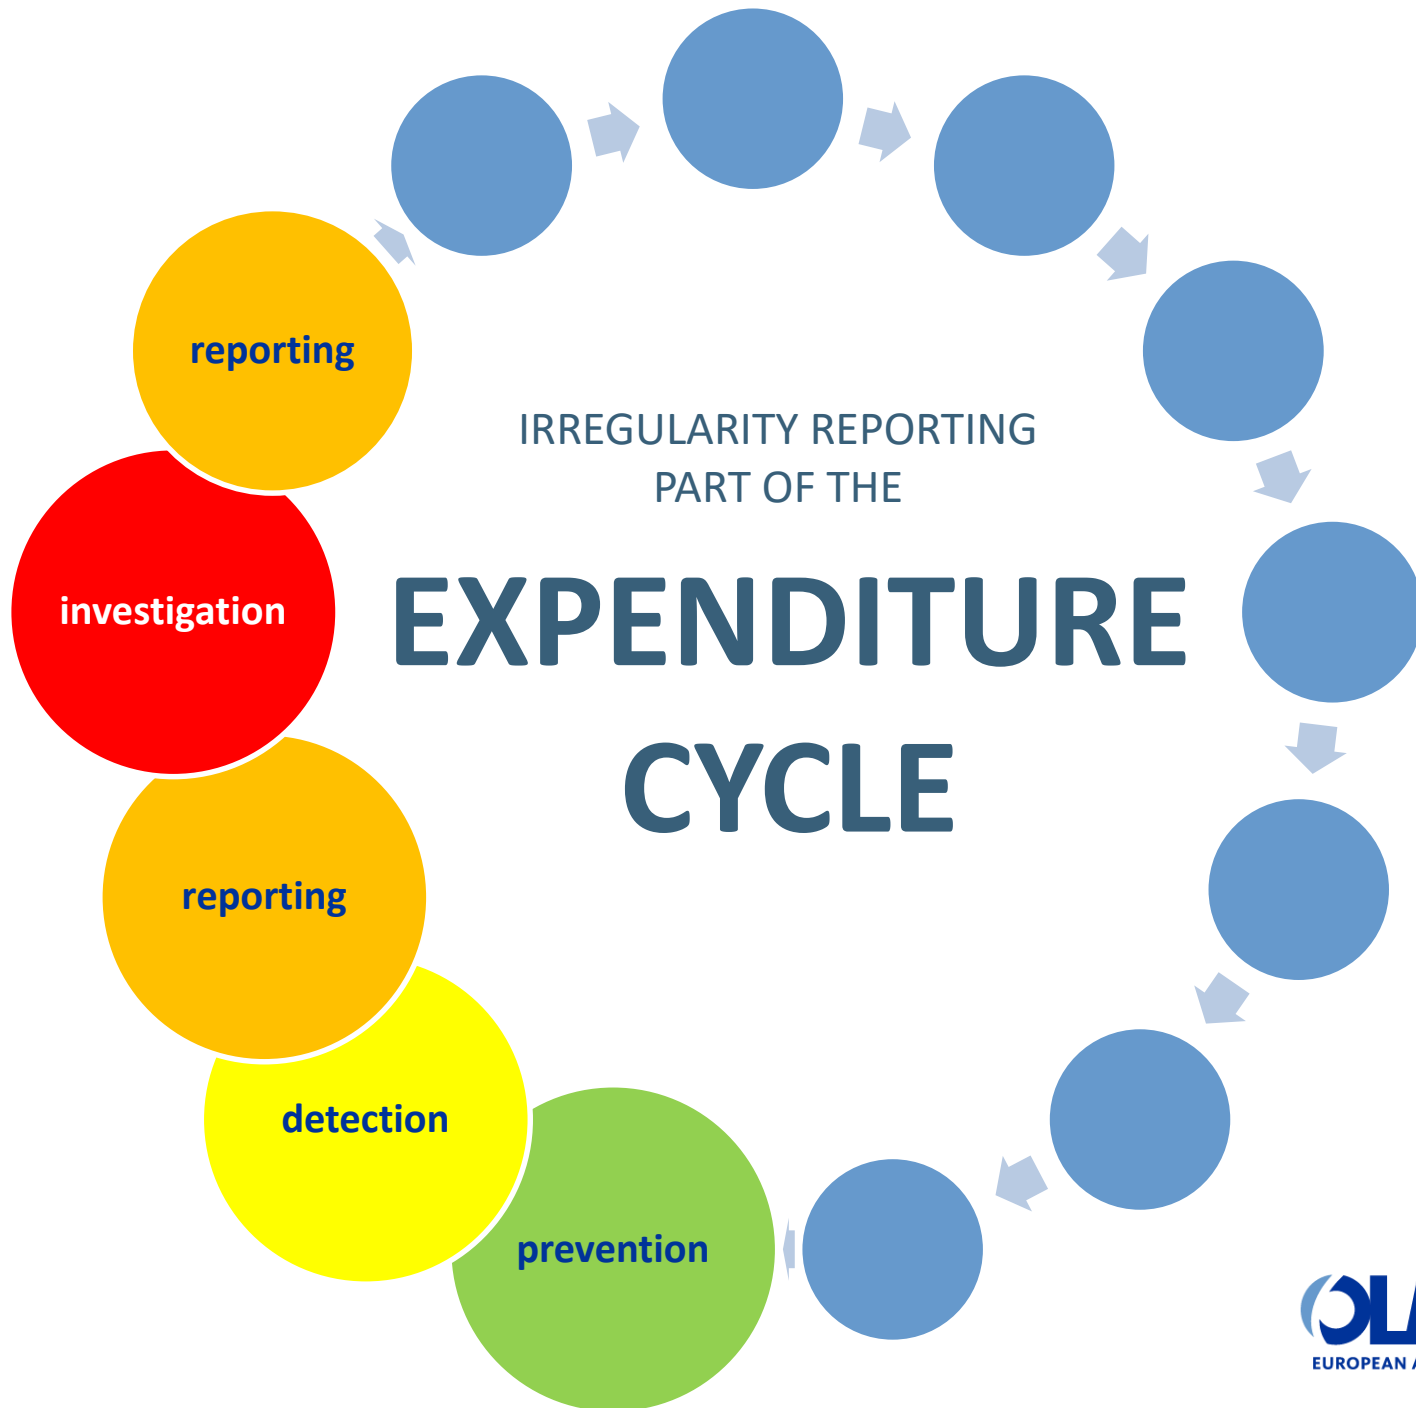 reporting
IRREGULARITY REPORTING
PART OF THE
investigation
EXPENDITURE
CYCLE
reporting
detection
prevention
EUROPEAN